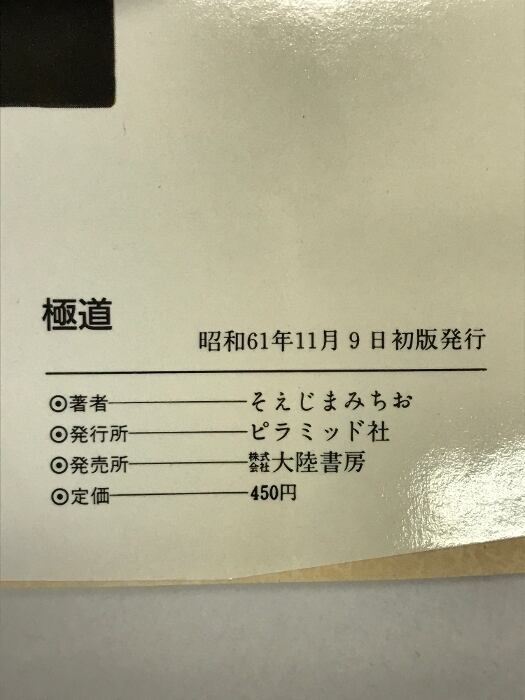 極道
昭和61年11月9日初版発行
◉著者――――――そえじまみちお
◉発行所―――――ピラミッド社
◉発売所―――――株式会社大陸書房
◉定価――――――450円